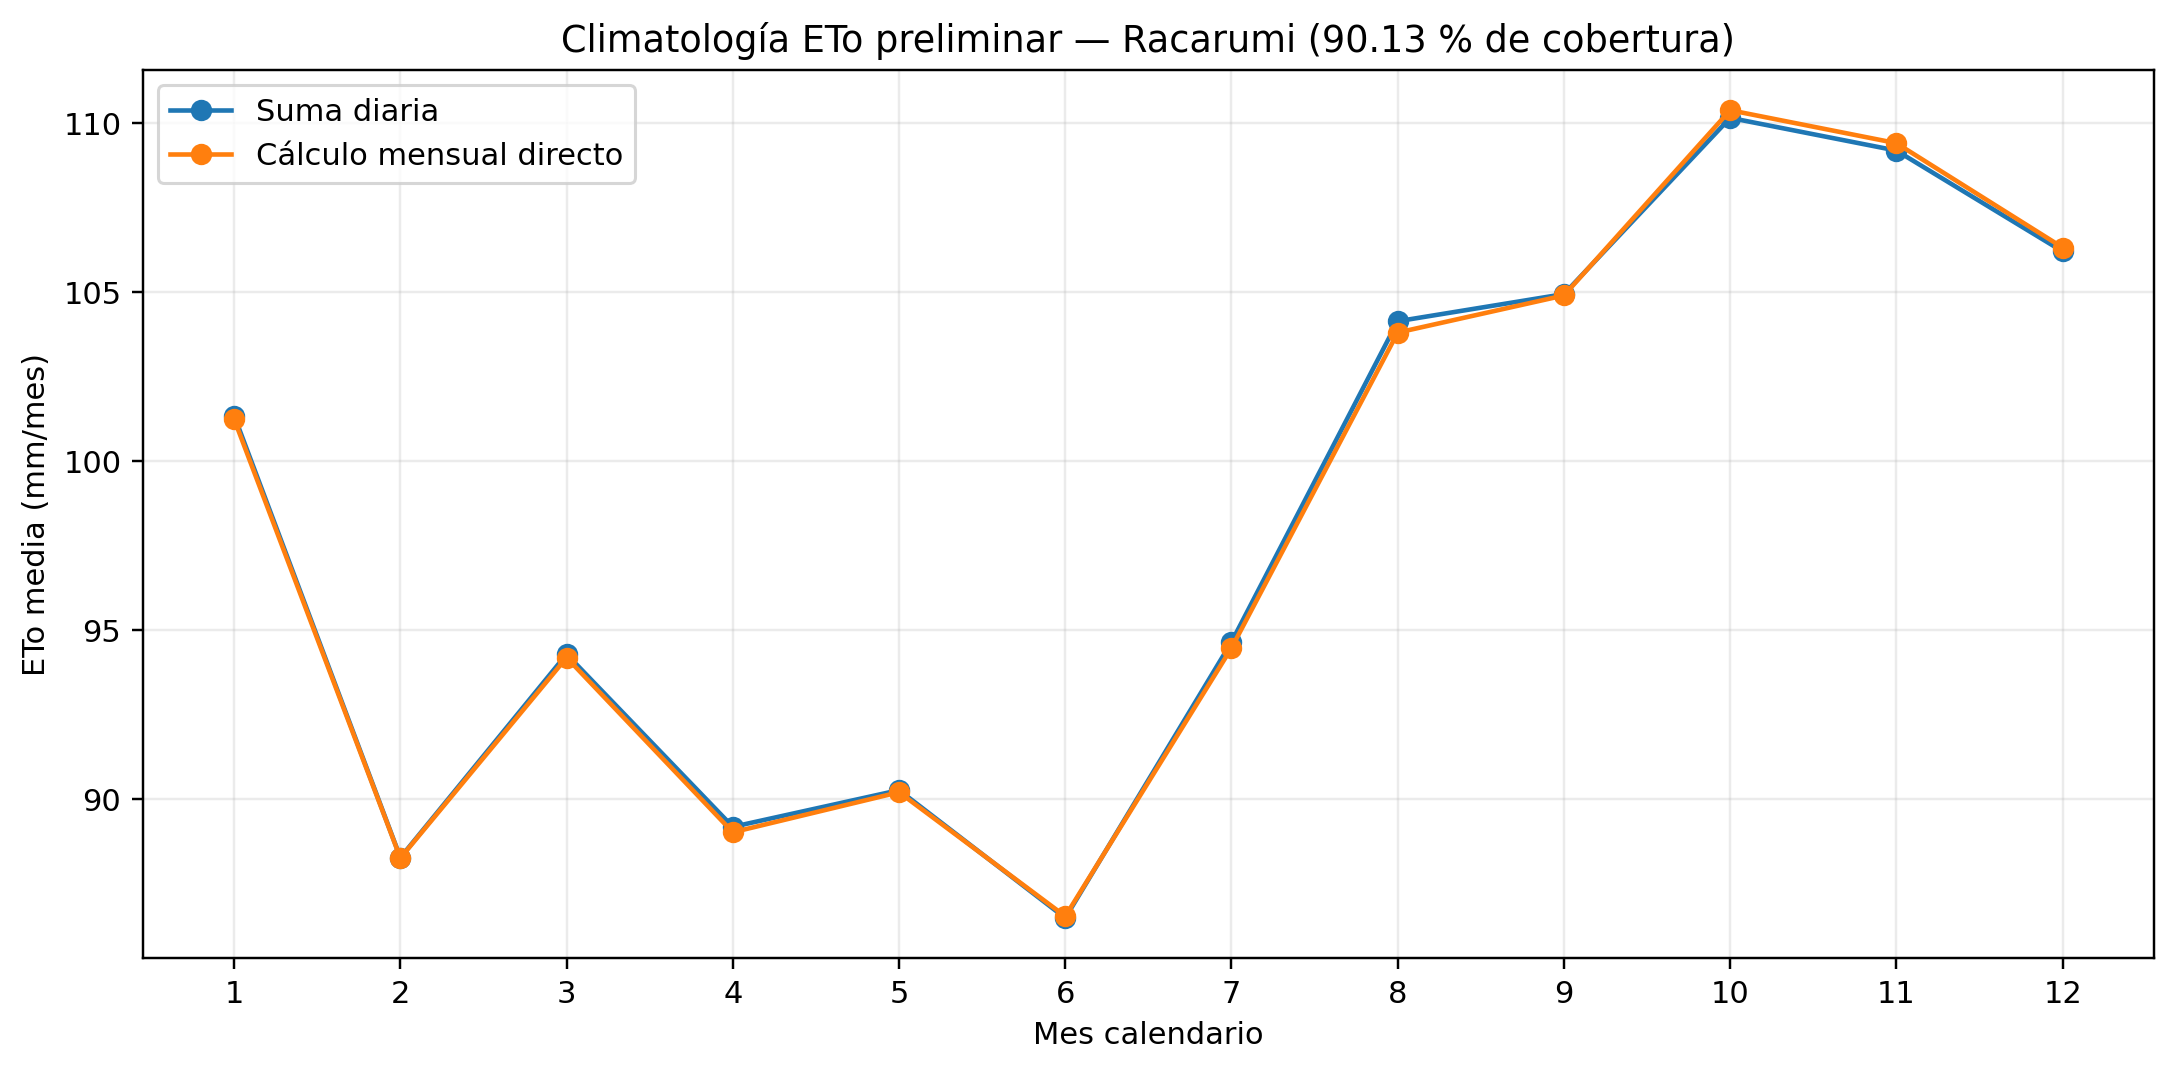 Climatología ETo preliminar — Racarumi (90.13 % de cobertura)
Suma diaria
Cálculo mensual directo
110
105
100
95
90
ETo media (mm/mes)
1 2 3 4 5 6 7 8 9 10 11 12
Mes calendario